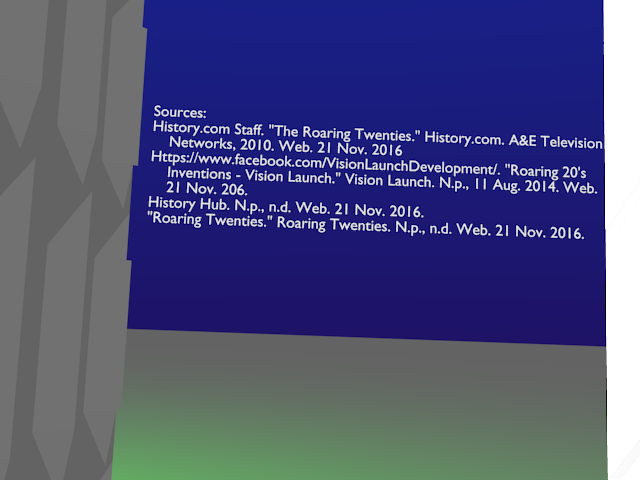 Sources:
History.com Staff. "The Roaring Twenties." History.com. A&E Television
Networks, 2010. Web. 21 Nov. 2016
Https://www.facebook.com/VisionLaunchDevelopment/. "Roaring 20's
Inventions - Vision Launch." Vision Launch. N.p., 11 Aug. 2014. Web.
21 Nov. 206.
History Hub. N.p., n.d. Web. 21 Nov. 2016.
"Roaring Twenties." Roaring Twenties. N.p., n.d. Web. 21 Nov. 2016.